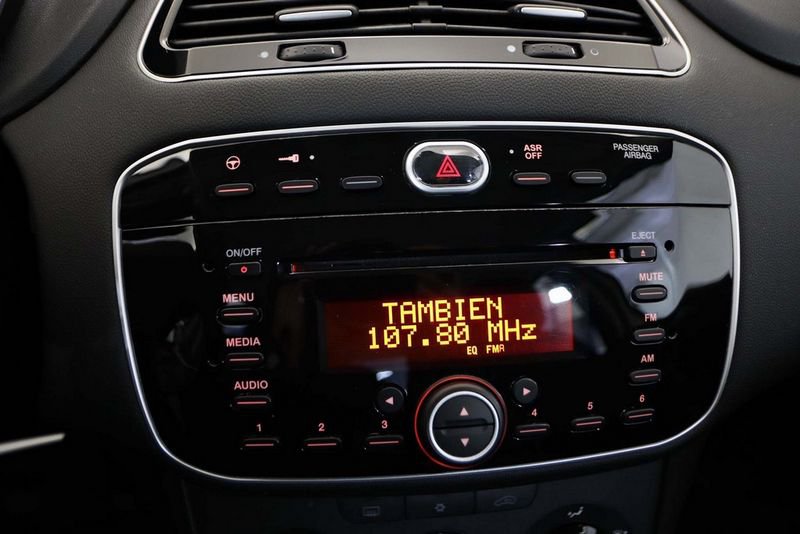 ASR
OFF
PASSENGER
AIRBAG
ON/OFF
EJECT
MENU
MUTE
TAMBIEN
107.80 MHz
EQ FMA
FM
MEDIA
AM
AUDIO
1
2
3
4
5
6